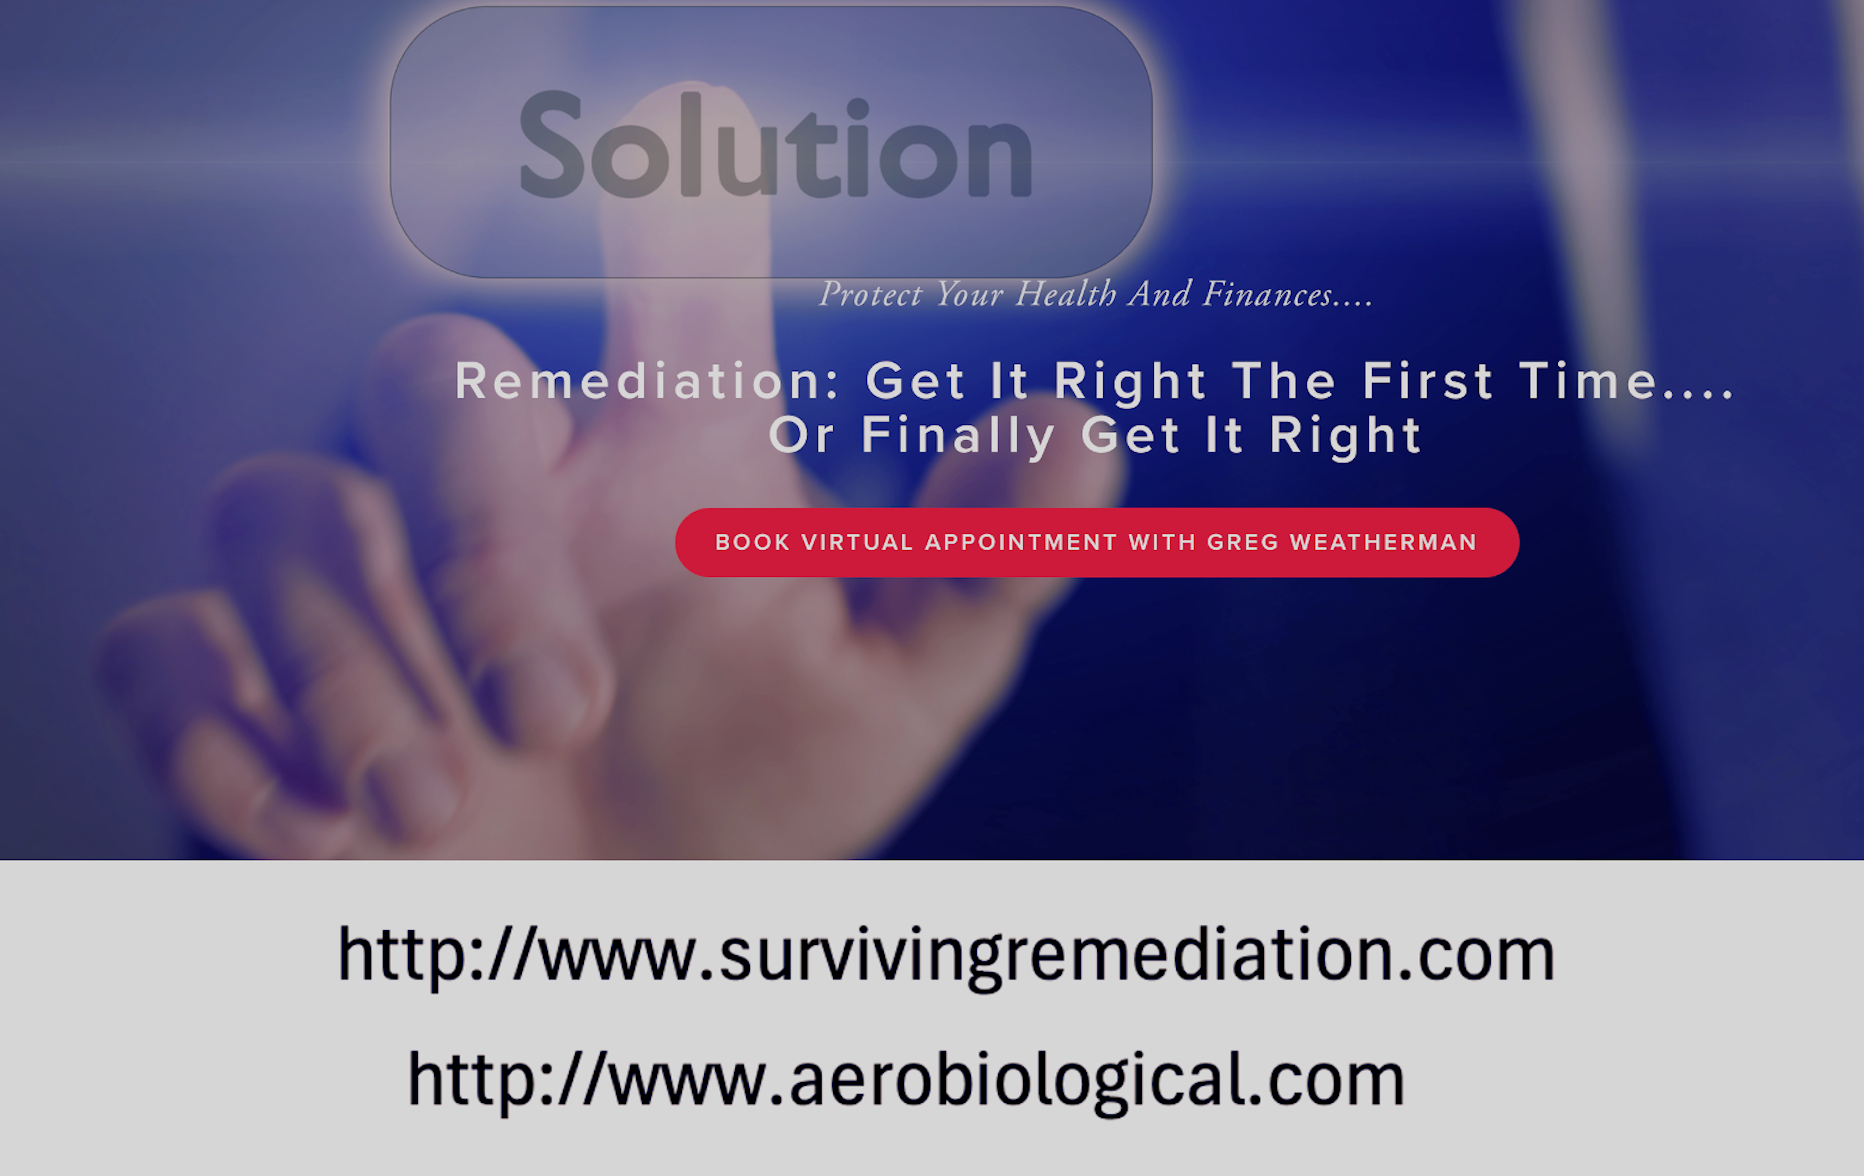 Solution
Protect Your Health And Finances....
Remediation: Get It Right The First Time....
Or Finally Get It Right
BOOK VIRTUAL APPOINTMENT WITH GREG WEATHERMAN
http://www.survivingremediation.com
http://www.aerobiological.com